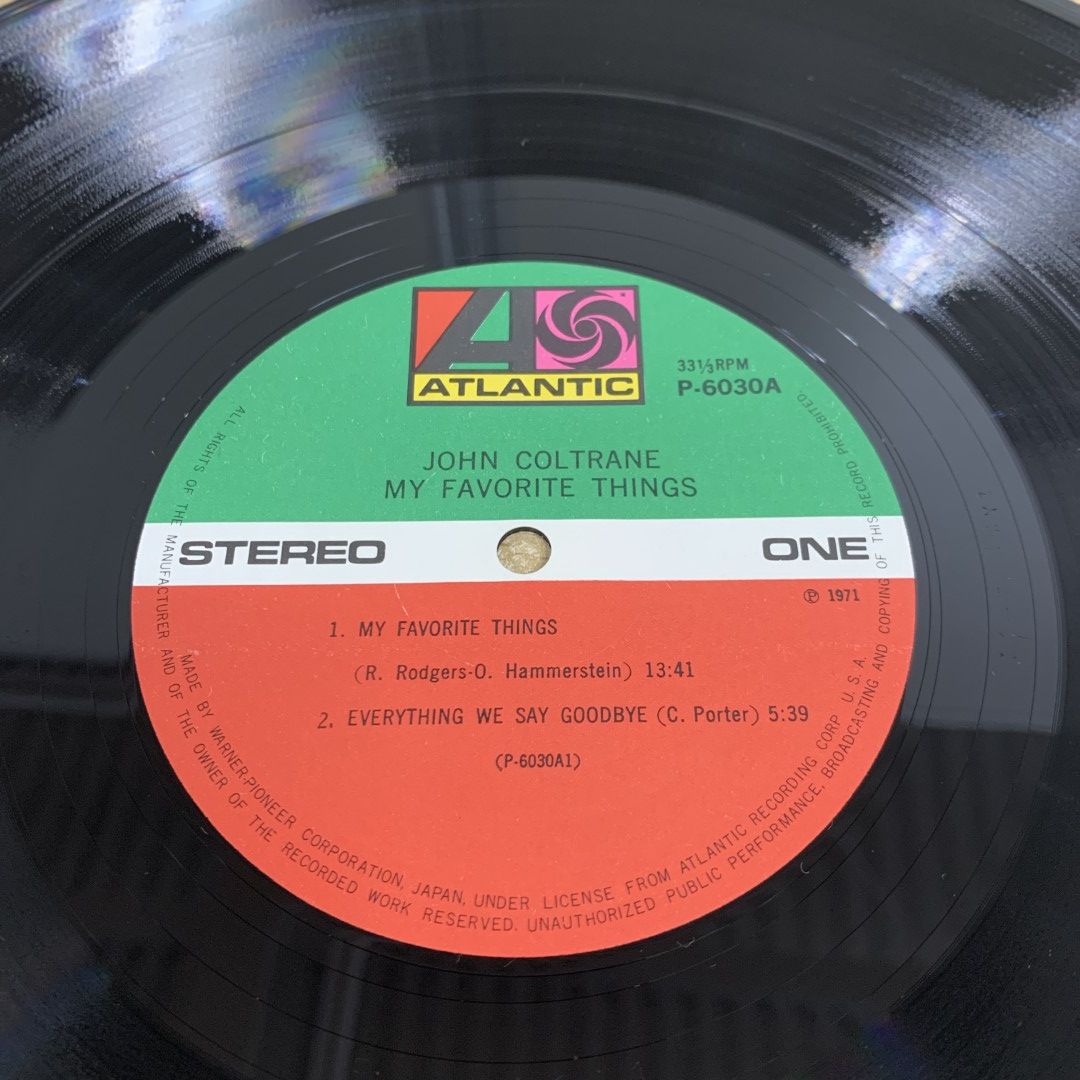 ATLANTIC
33⅓RPM
P-6030A
JOHN COLTRANE
MY FAVORITE THINGS
STEREO
ONE
℗ 1971
1. MY FAVORITE THINGS
(R. Rodgers-O. Hammerstein) 13:41
2. EVERYTHING WE SAY GOODBYE (C. Porter) 5:39
(P-6030A1)
MADE BY WARNER-PIONEER CORPORATION, JAPAN, UNDER LICENSE FROM ATLANTIC RECORDING CORP U.S.A.
ALL RIGHTS OF THE MANUFACTURER AND OF THE OWNER OF THE RECORDED WORK RESERVED. UNAUTHORIZED PUBLIC PERFORMANCE, BROADCASTING AND COPYING OF THIS RECORD PROHIBITED.